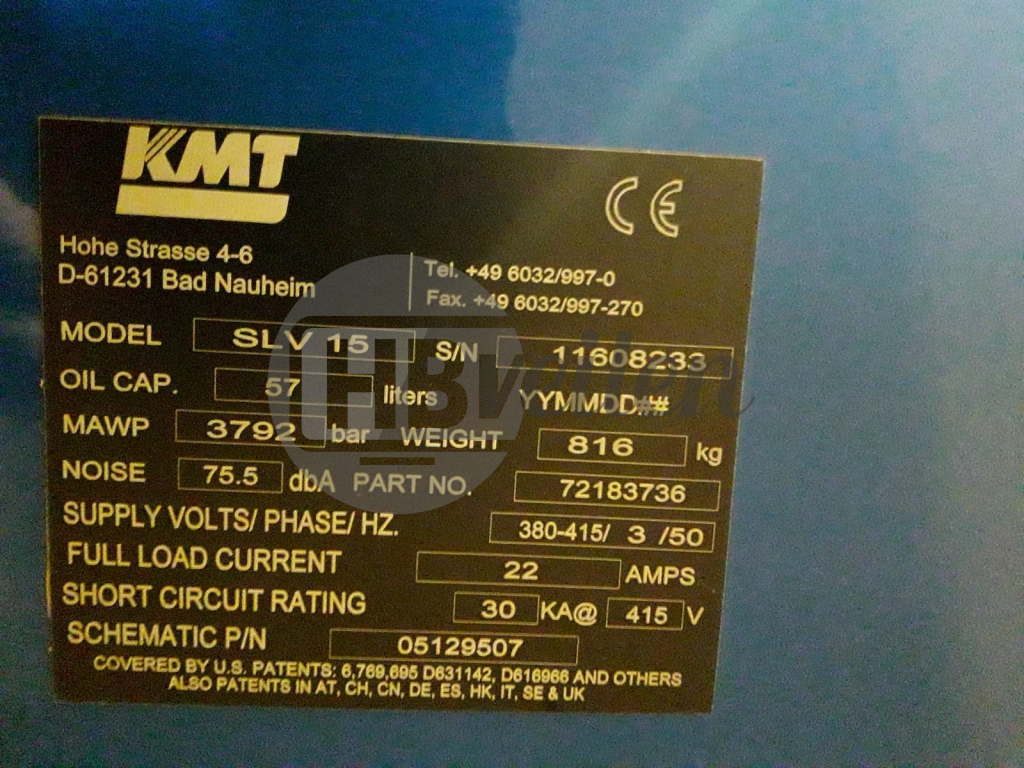 KMT
CE
Hohe Strasse 4-6
D-61231 Bad Nauheim
Tel. +49 6032/997-0
Fax. +49 6032/997-270
MODEL SLV 15 S/N 11608233
OIL CAP. 57 liters YYMMDD##
MAWP 3792 bar WEIGHT 816 kg
NOISE 75.5 dbA PART NO. 72183736
SUPPLY VOLTS/ PHASE/ HZ. 380-415/ 3 /50
FULL LOAD CURRENT 22 AMPS
SHORT CIRCUIT RATING 30 KA@ 415 V
SCHEMATIC P/N 05129507
COVERED BY U.S. PATENTS: 6,769,695 D631142, D616966 AND OTHERS
ALSO PATENTS IN AT, CH, CN, DE, ES, HK, IT, SE & UK
HB